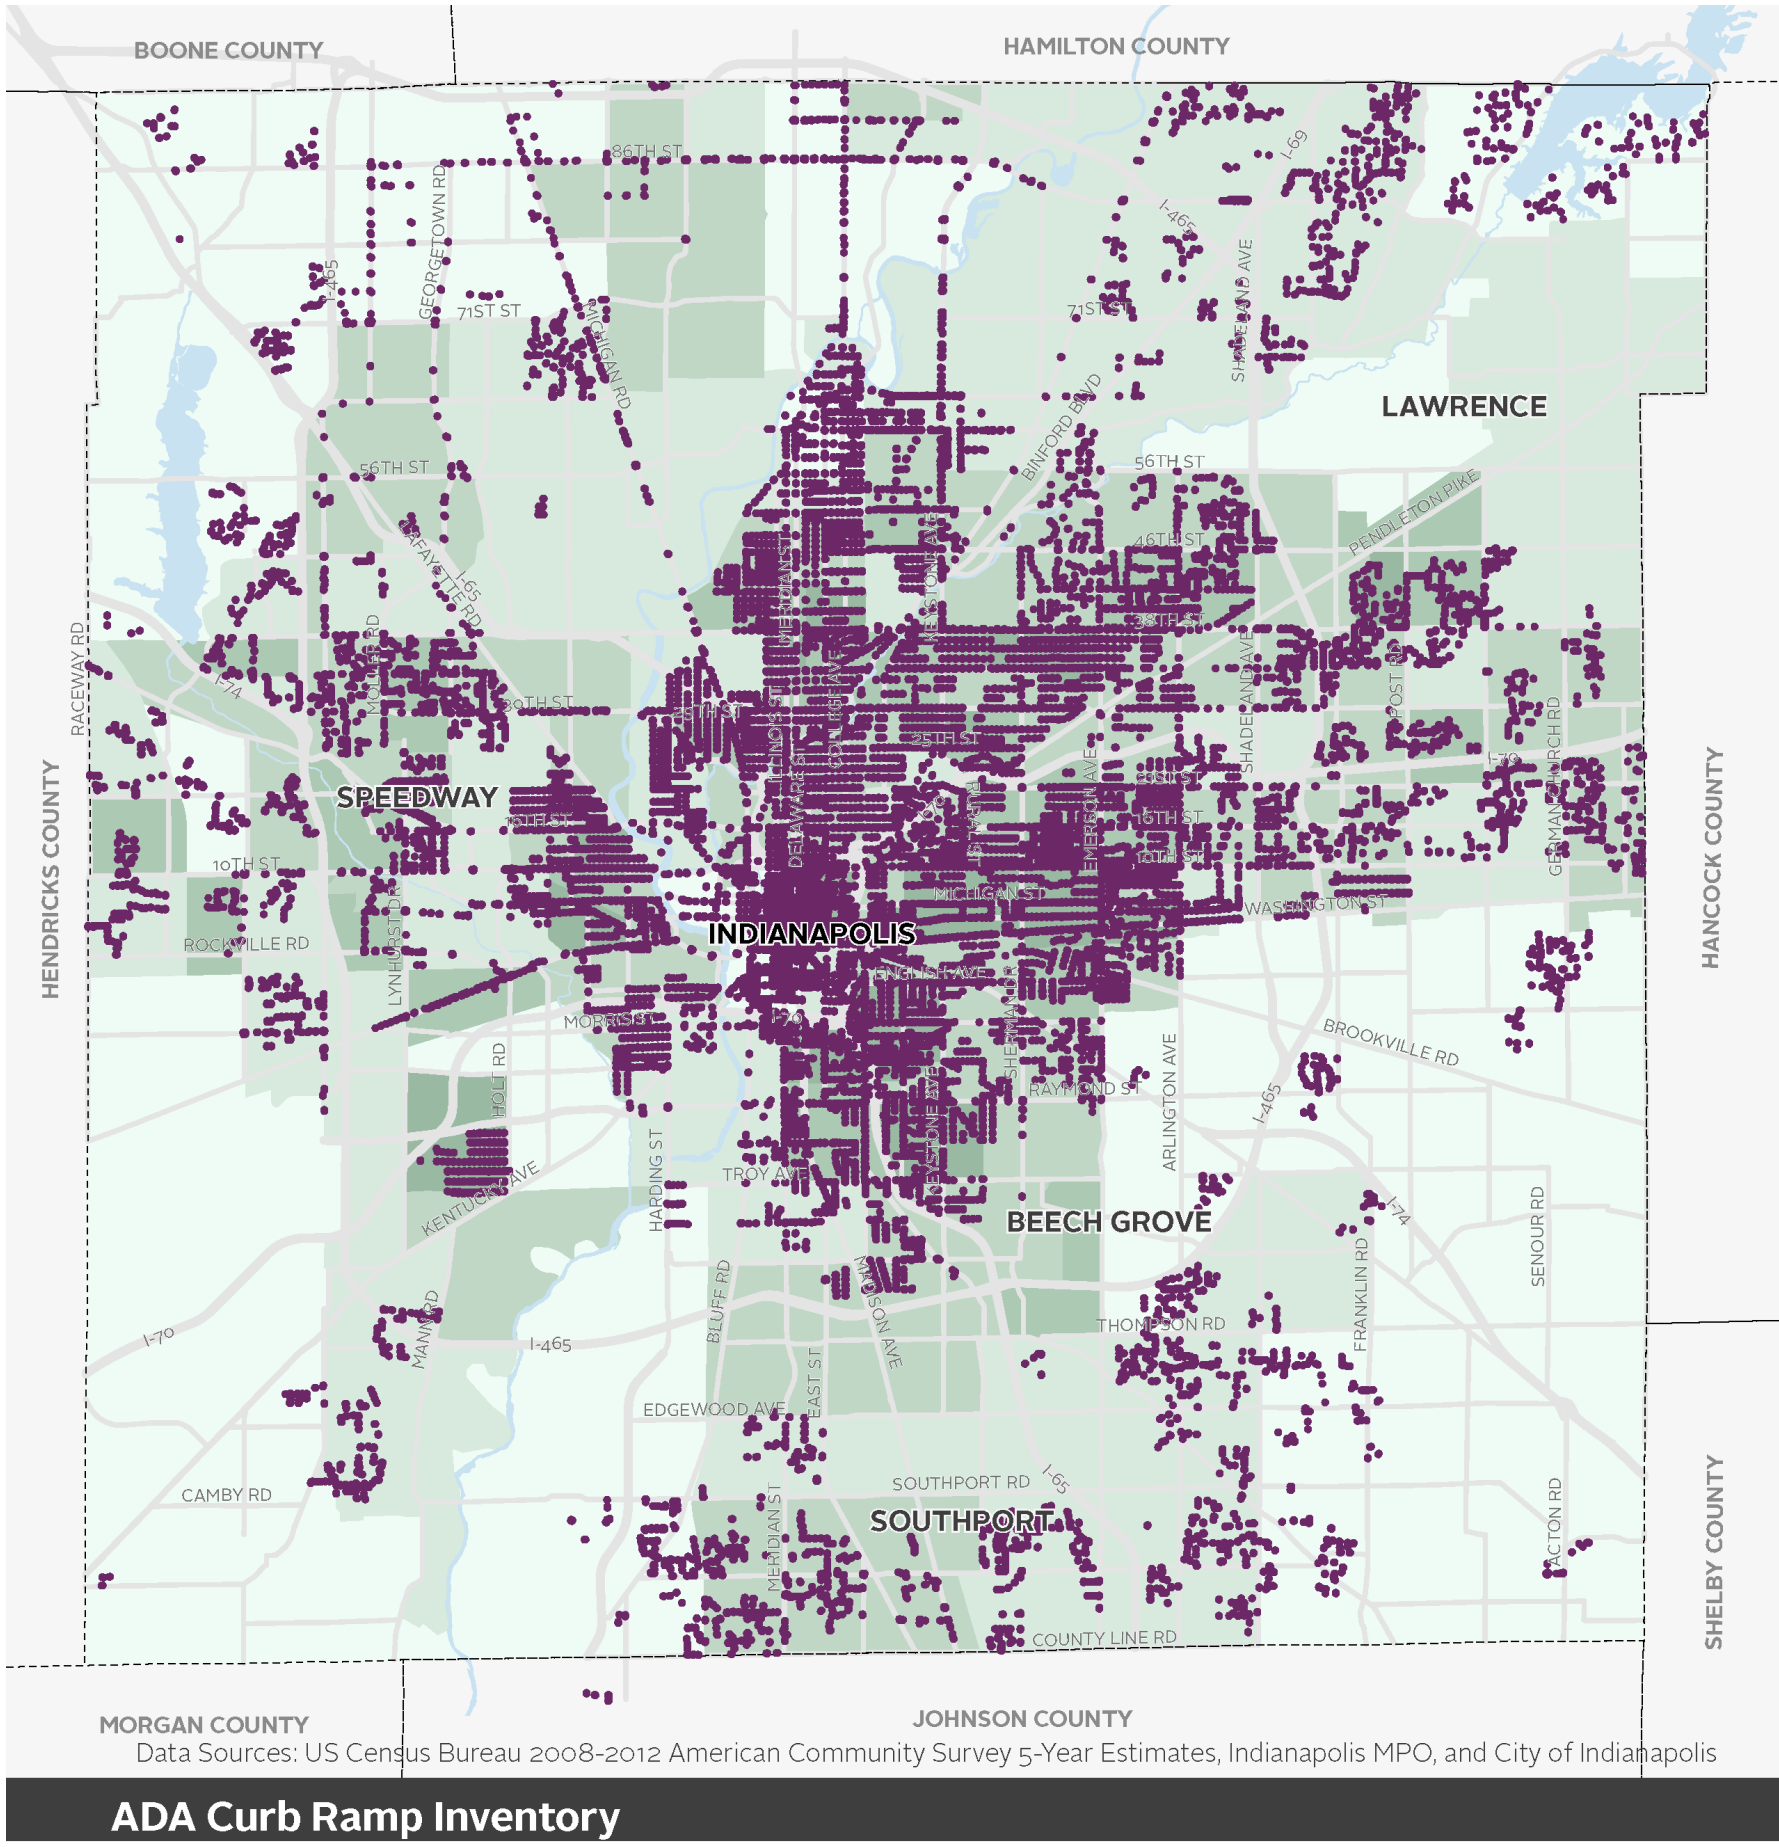 BOONE COUNTY
HAMILTON COUNTY
86TH ST
I-69
GEORGETOWN RD
I-465
I-465
SHADELAND AVE
71ST ST
71ST ST
MICHIGAN RD
BINFORD BLVD
LAWRENCE
56TH ST
56TH ST
PENDLETON PIKE
LAFAYETTE RD
I-65
46TH ST
KEYSTONE AVE
MERIDIAN ST
38TH ST
RACEWAY RD
MOLLER RD
I-74
30TH ST
COLLEGE AVE
ILLINOIS ST
SHADELAND AVE
POST RD
25TH ST
GERMAN CHURCH RD
I-70
21ST ST
HENDRICKS COUNTY
HANCOCK COUNTY
SPEEDWAY
16TH ST
DELAWARE ST
I-70
RURAL ST
EMERSON AVE
16TH ST
10TH ST
10TH ST
MICHIGAN ST
WASHINGTON ST
LYNHURST DR
ROCKVILLE RD
INDIANAPOLIS
ENGLISH AVE
MORRIS ST
I-70
SHERMAN DR
BROOKVILLE RD
HOLT RD
RAYMOND ST
ARLINGTON AVE
I-465
KEYSTONE AVE
HARDING ST
TROY AVE
KENTUCKY AVE
BEECH GROVE
I-74
SENOUR RD
FRANKLIN RD
BLUFF RD
MADISON AVE
MANN RD
I-70
I-465
THOMPSON RD
EAST ST
EDGEWOOD AVE
CAMBY RD
SOUTHPORT RD
I-65
MERIDIAN ST
SOUTHPORT
ACTON RD
SHELBY COUNTY
COUNTY LINE RD
MORGAN COUNTY
JOHNSON COUNTY
Data Sources: US Census Bureau 2008-2012 American Community Survey 5-Year Estimates, Indianapolis MPO, and City of Indianapolis
ADA Curb Ramp Inventory